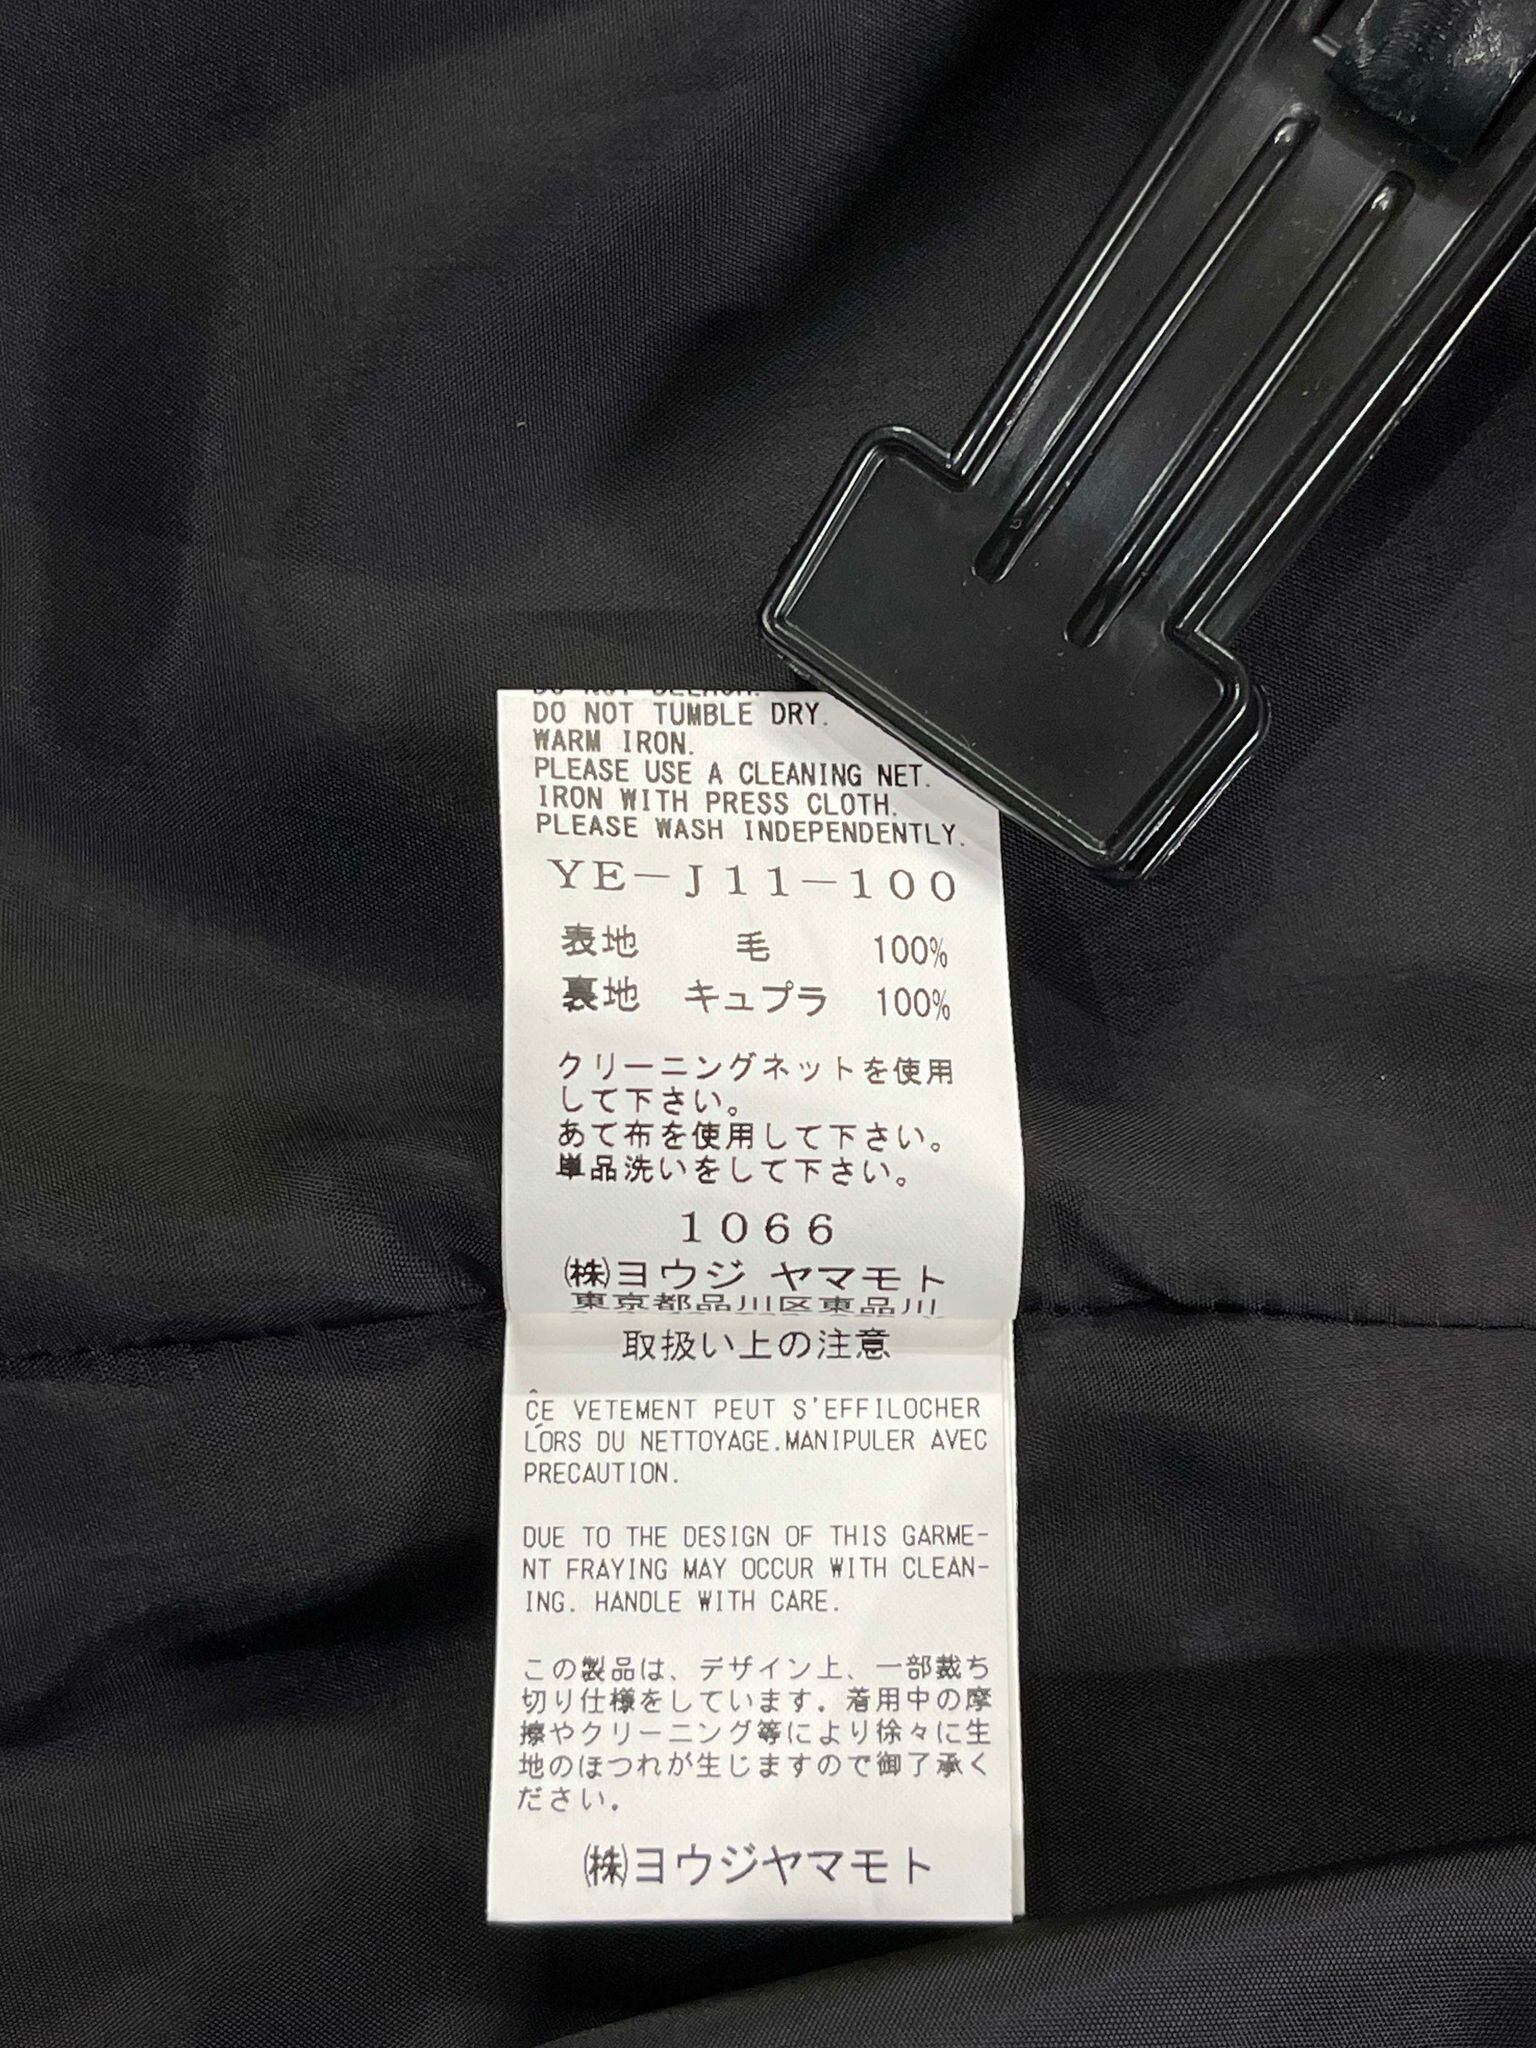 DO NOT BLEACH.
DO NOT TUMBLE DRY.
WARM IRON.
PLEASE USE A CLEANING NET.
IRON WITH PRESS CLOTH.
PLEASE WASH INDEPENDENTLY.
YE-J11-100
表地 毛 100%
裏地 キュプラ 100%
クリーニングネットを使用
して下さい。
あて布を使用して下さい。
単品洗いをして下さい。
1066
㈱ヨウジ ヤマモト
東京都品川区東品川
取扱い上の注意
CE VETEMENT PEUT S'EFFILOCHER
LORS DU NETTOYAGE.MANIPULER AVEC
PRECAUTION.
DUE TO THE DESIGN OF THIS GARME-
NT FRAYING MAY OCCUR WITH CLEAN-
ING. HANDLE WITH CARE.
この製品は、デザイン上、一部裁ち
切り仕様をしています。着用中の摩
擦やクリーニング等により徐々に生
地のほつれが生じますので御了承く
ださい。
㈱ヨウジヤマモト